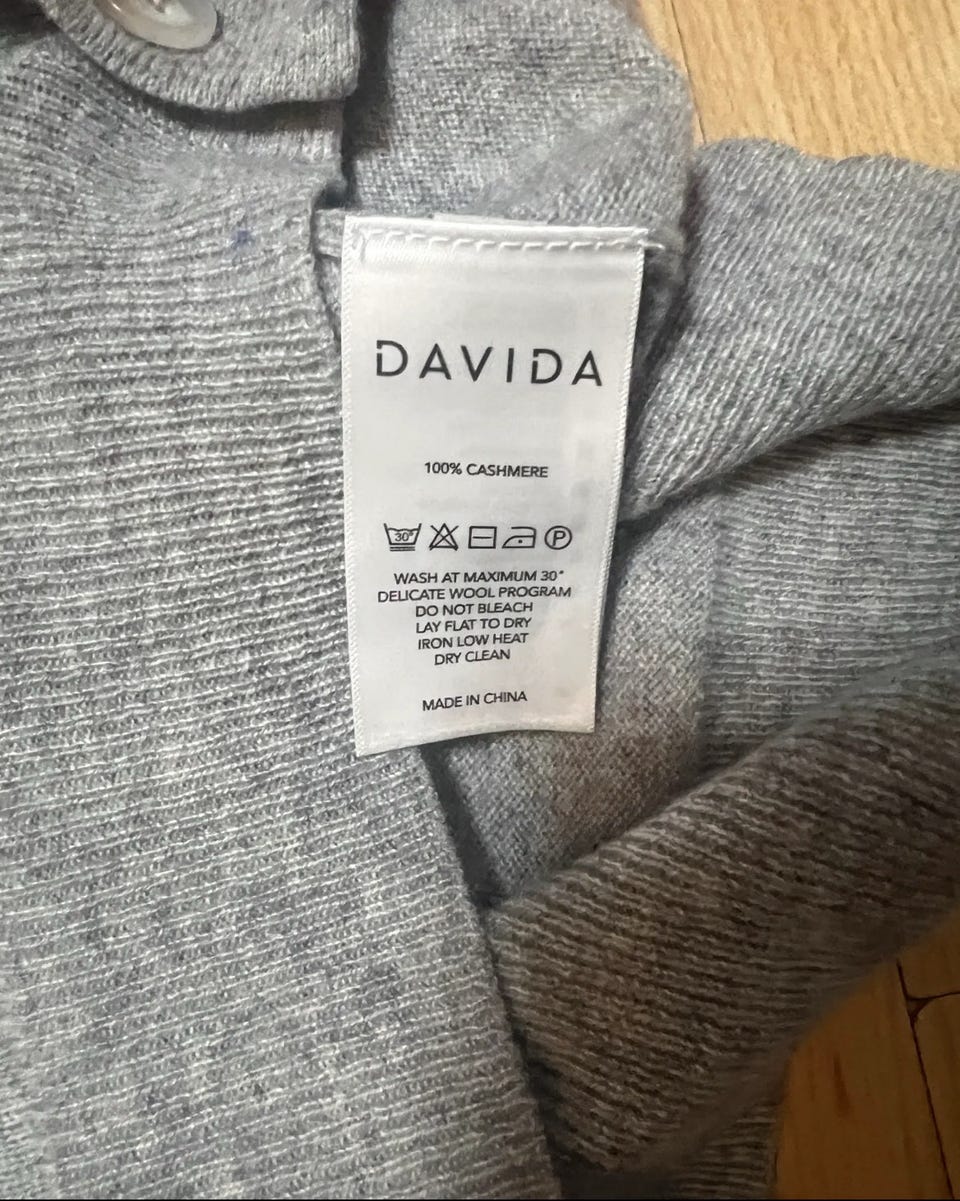 DAVIDA
100% CASHMERE
30°
P
WASH AT MAXIMUM 30°
DELICATE WOOL PROGRAM
DO NOT BLEACH
LAY FLAT TO DRY
IRON LOW HEAT
DRY CLEAN
MADE IN CHINA